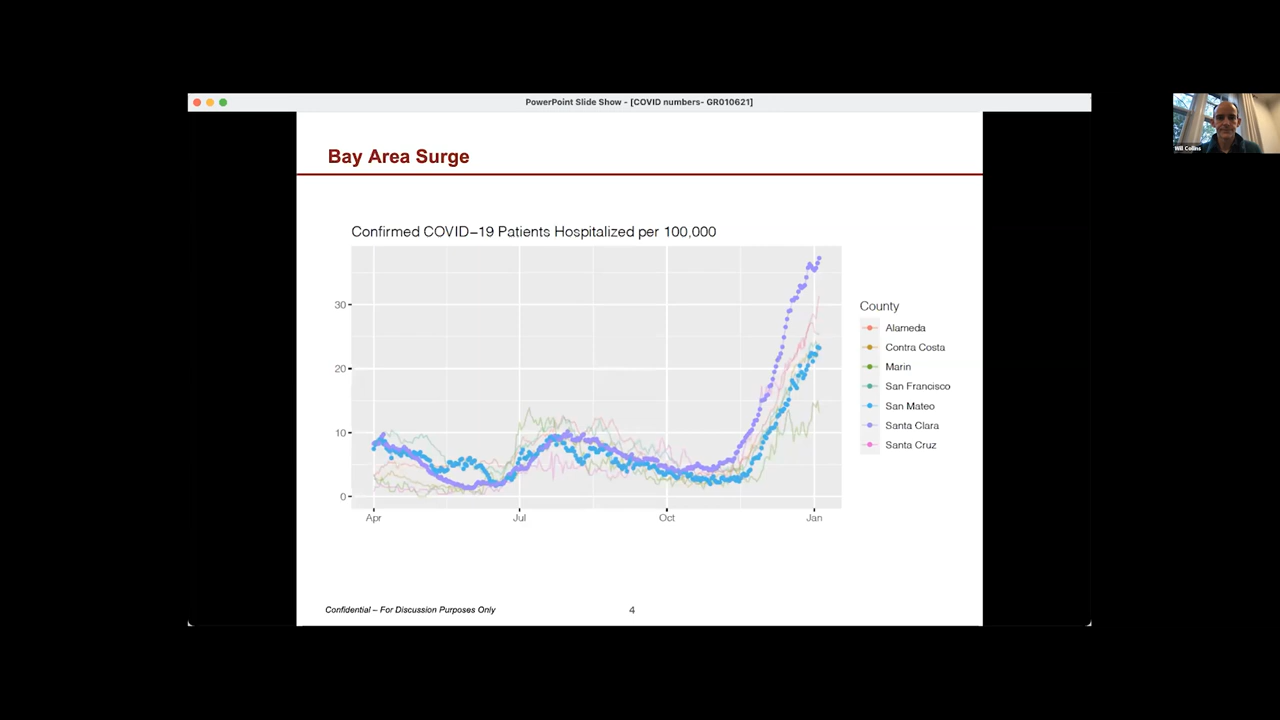 PowerPoint Slide Show - [COVID numbers- GR010621]
Will Collins
Bay Area Surge
Confirmed COVID–19 Patients Hospitalized per 100,000
30
20
10
0
Apr
Jul
Oct
Jan
County
Alameda
Contra Costa
Marin
San Francisco
San Mateo
Santa Clara
Santa Cruz
Confidential – For Discussion Purposes Only
4